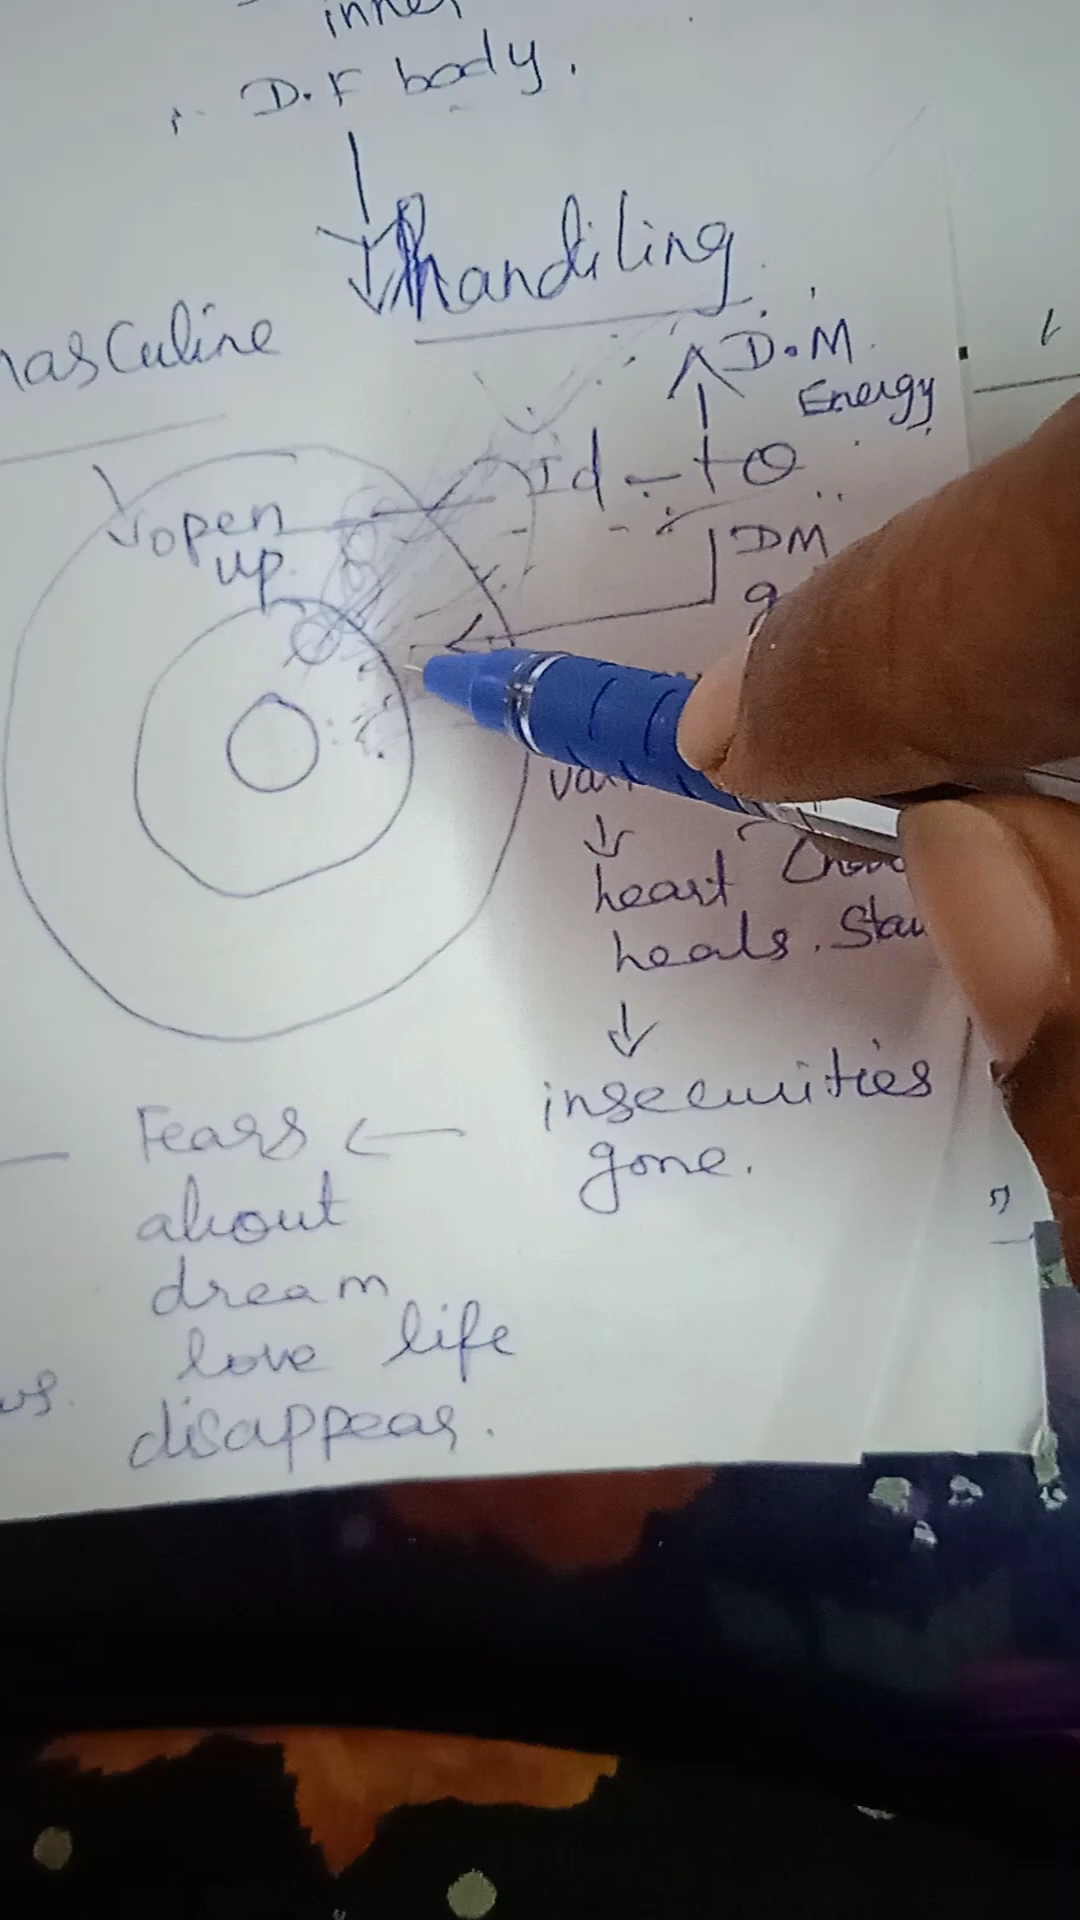 inner
D.F body.
handiling
masculine
D.M.
Energy
Id - to
open
up.
DM
heart
heals.
insecurities
gone.
Fears
about
dream
love life
disappear.